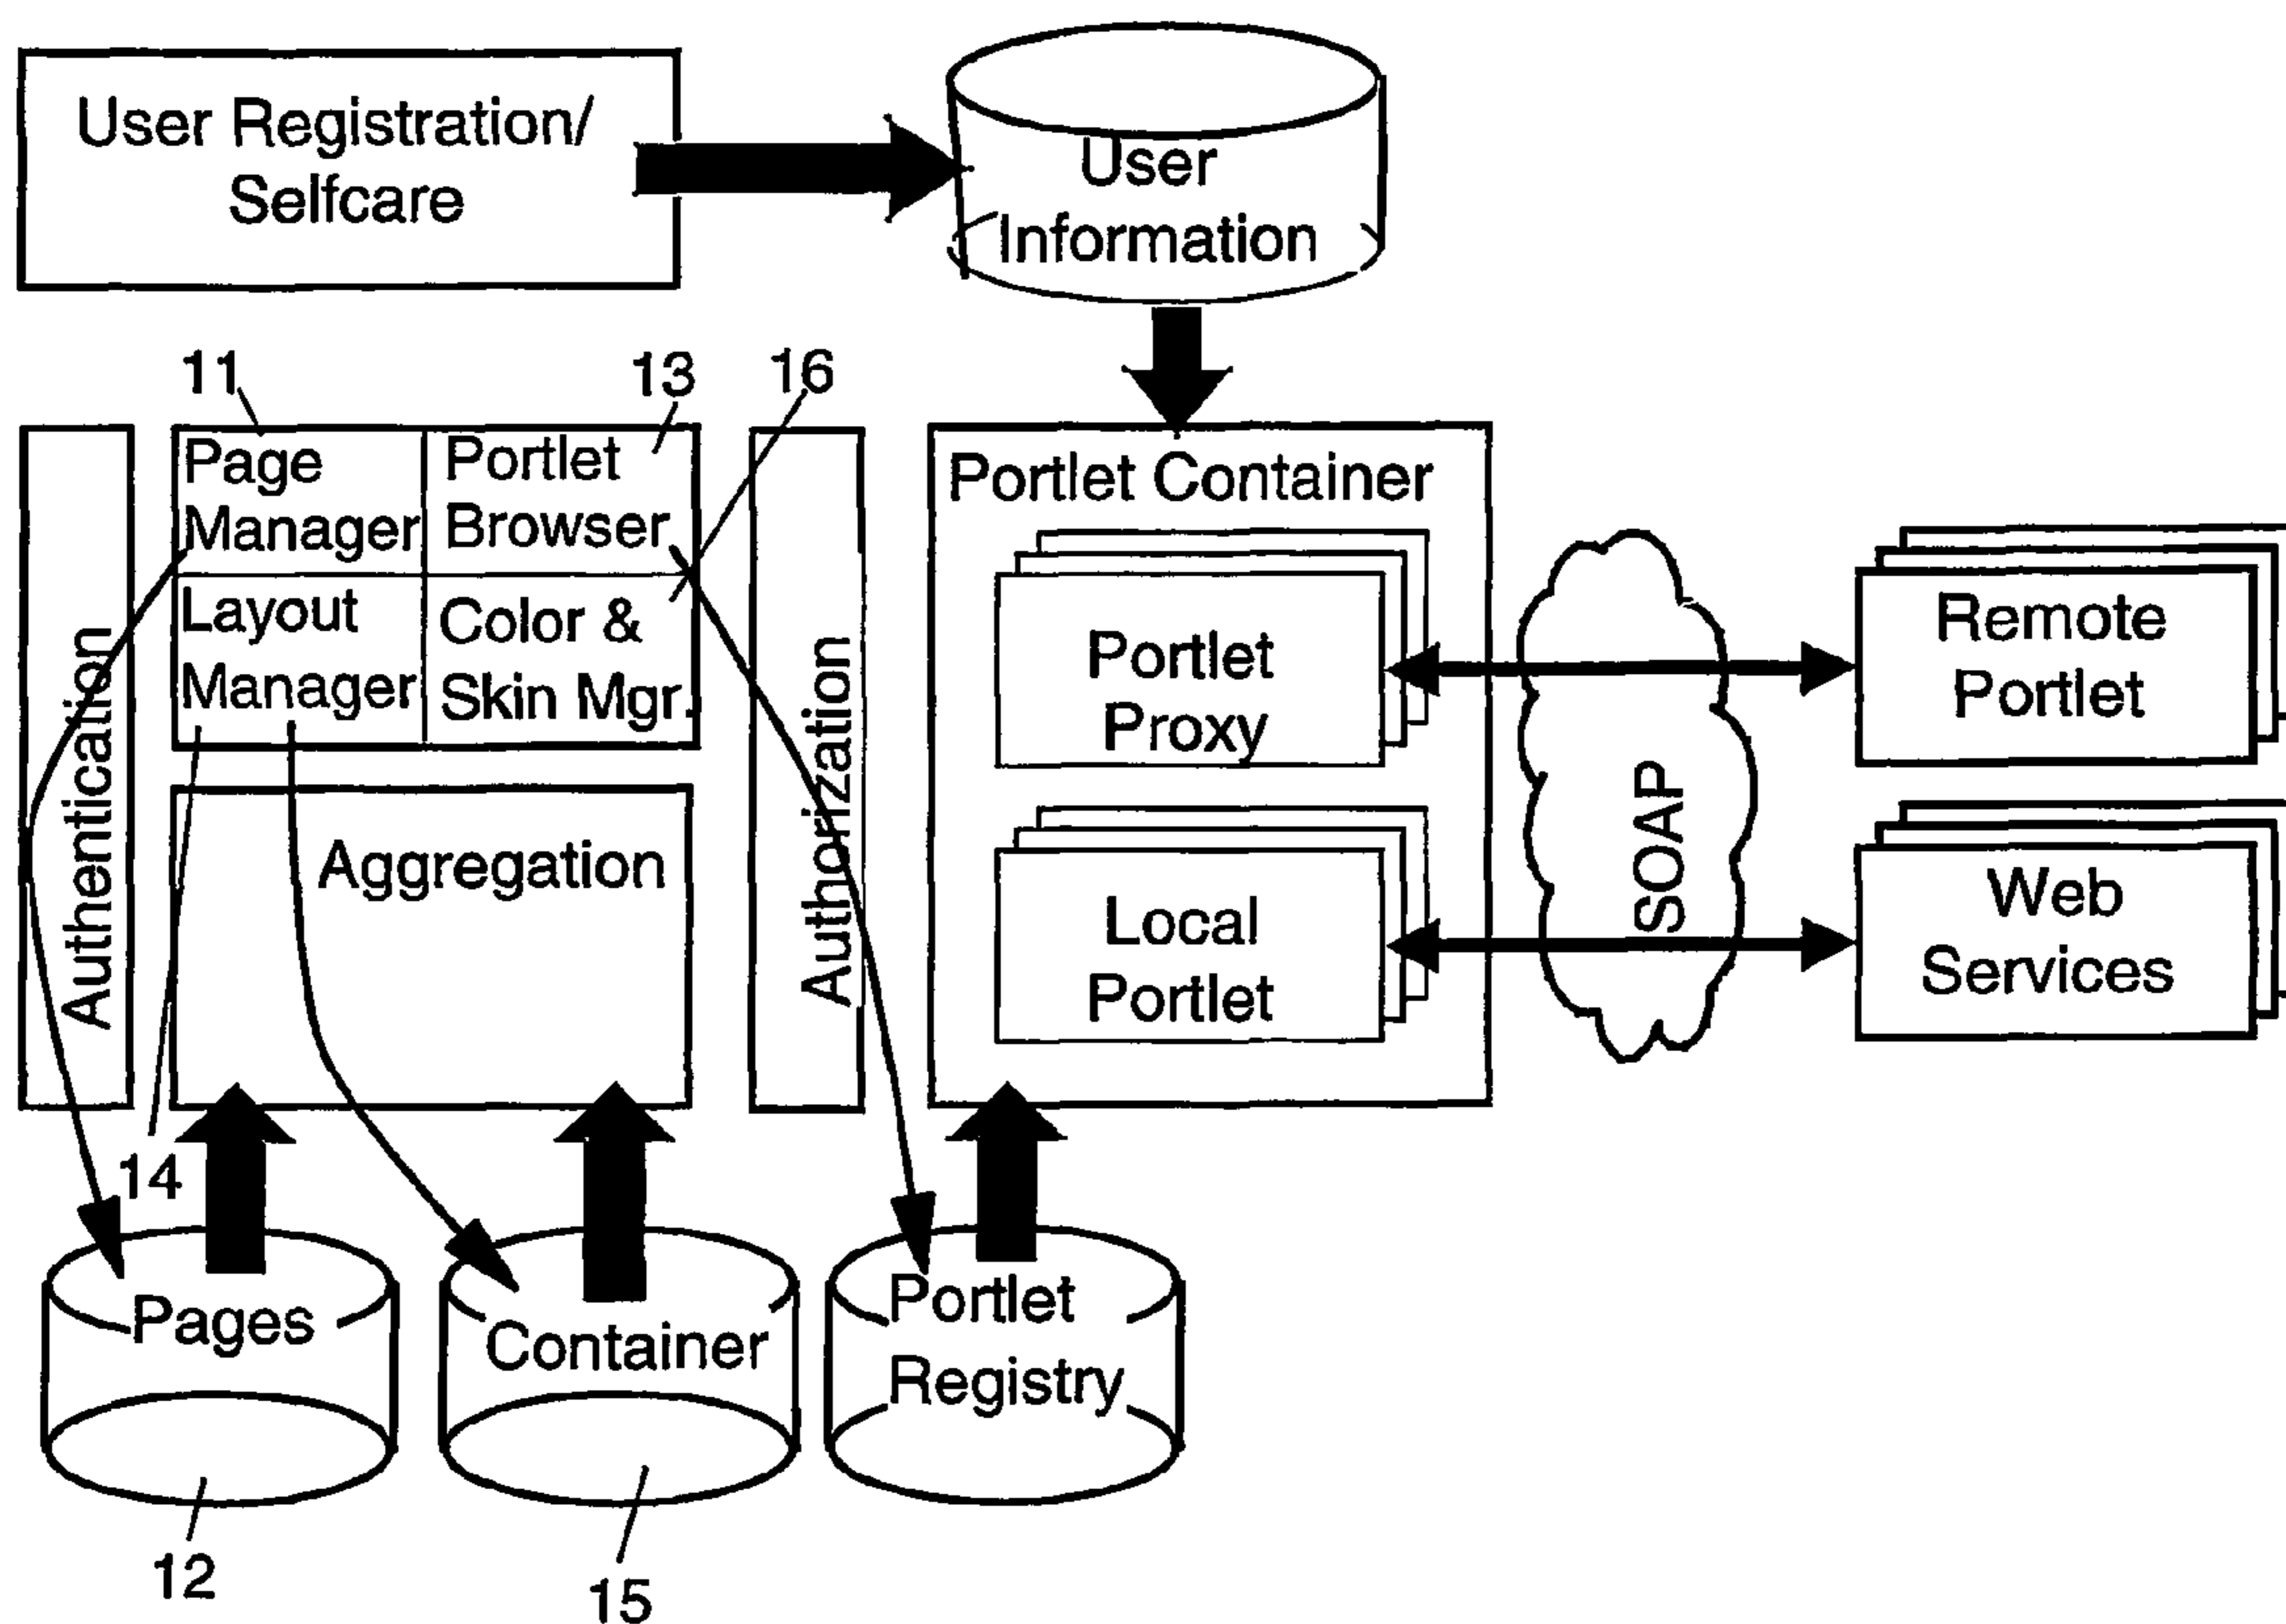 User Registration/
Selfcare
User
Information
11
13
16
Page
Manager
Portlet
Browser
Layout
Manager
Color &
Skin Mgr.
Authentication
Aggregation
Authorization
Portlet Container
Portlet
Proxy
Local
Portlet
SOAP
Remote
Portlet
Web
Services
14
Pages
Container
Portlet
Registry
12
15